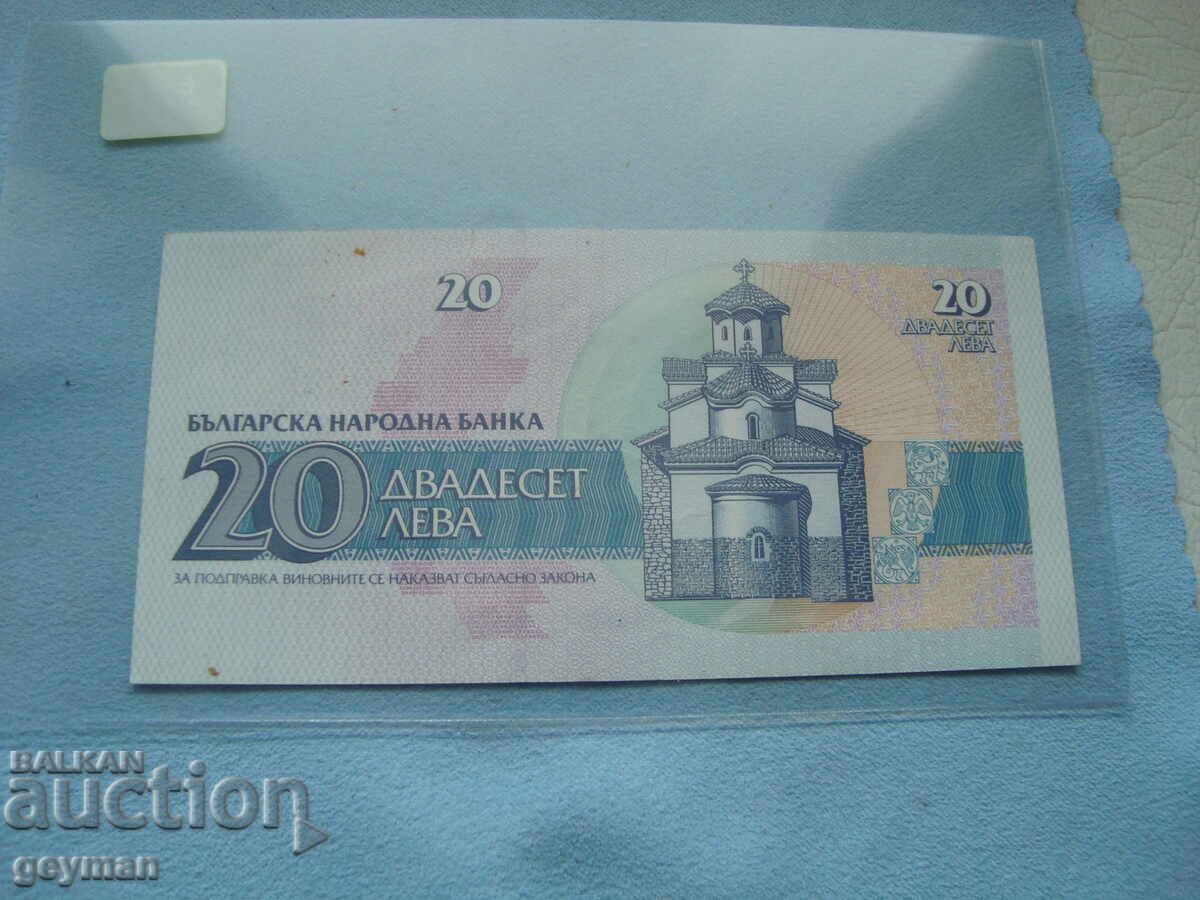 20
20
ДВАДЕСЕТ
ЛЕВА
БЪЛГАРСКА НАРОДНА БАНКА
20 ДВАДЕСЕТ
ЛЕВА
ЗА ПОДПРАВКА ВИНОВНИТЕ СЕ НАКАЗВАТ СЪГЛАСНО ЗАКОНА
BALKAN
auction
geyman